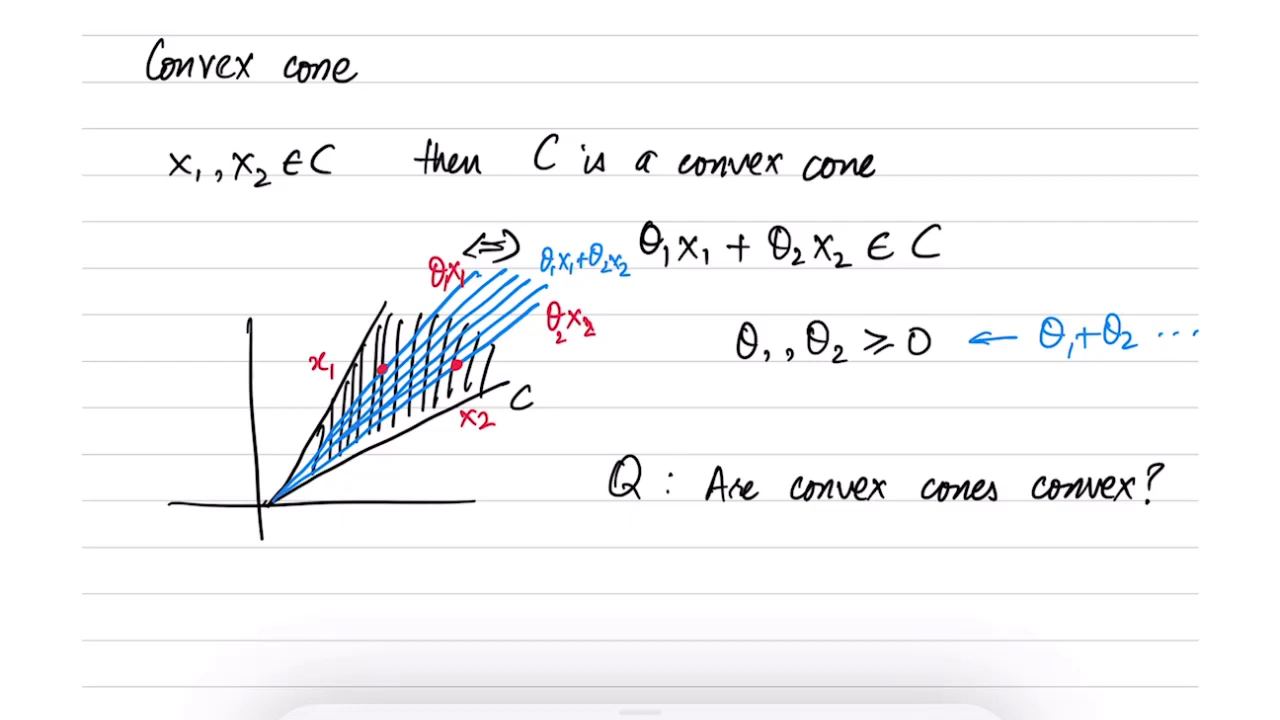 Convex cone
x₁, x₂ ∈ C then C is a convex cone
⇔ θ₁x₁ + θ₂x₂ ∈ C
θ₁x₁ θ₁x₁+θ₂x₂
θ₂x₂
θ₁, θ₂ ≥ 0 ← θ₁+θ₂ ...
x₁
x₂
C
Q : Are convex cones convex?